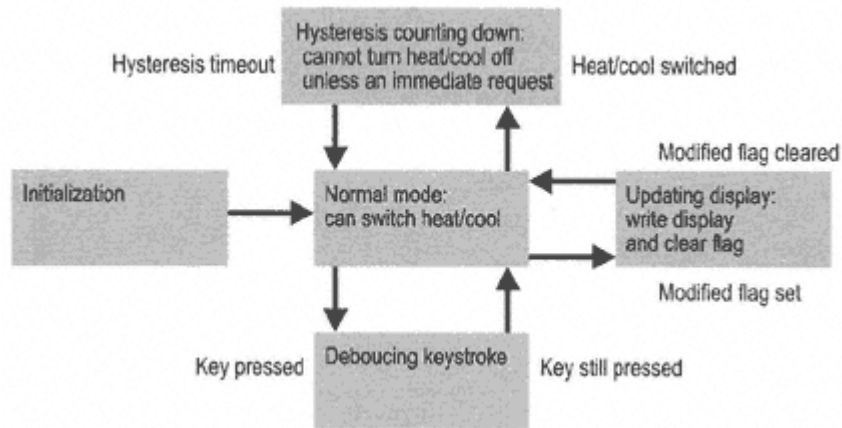 Hysteresis counting down:
cannot turn heat/cool off
unless an immediate request
Hysteresis timeout
Heat/cool switched
Modified flag cleared
Initialization
Normal mode:
can switch heat/cool
Updating display:
write display
and clear flag
Modified flag set
Key pressed
Deboucing keystroke
Key still pressed